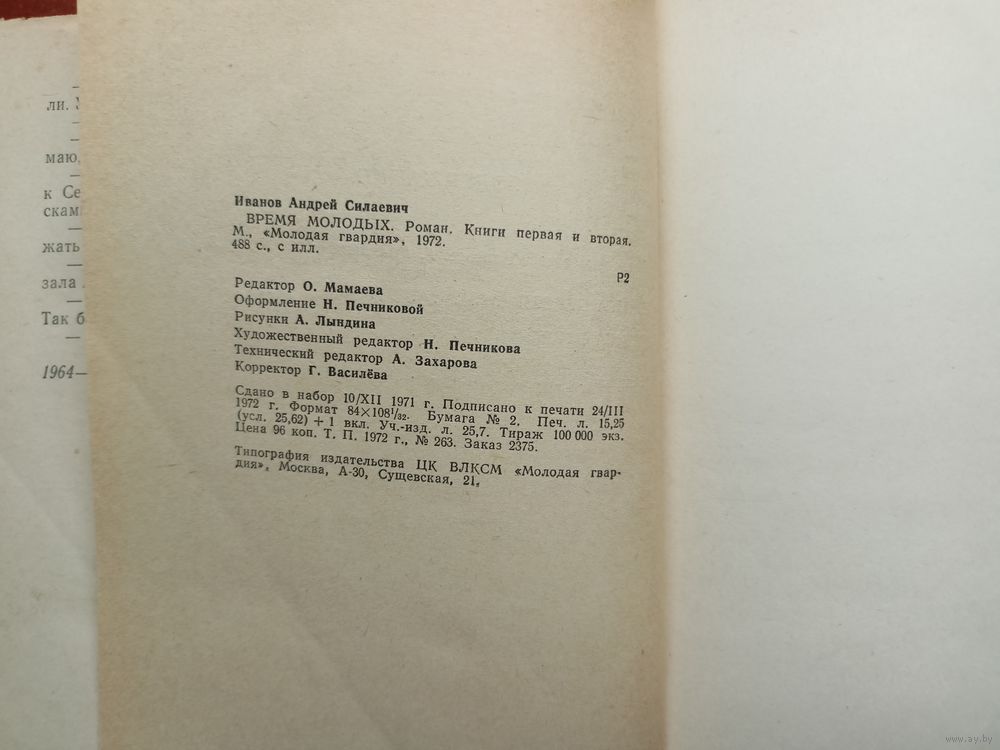 ли.
маю,
к Се
скам
жать
зала
Так б
1964—
Иванов Андрей Силаевич
ВРЕМЯ МОЛОДЫХ. Роман. Книги первая и вторая.
М., «Молодая гвардия», 1972.
488 с., с илл.
Р2
Редактор О. Мамаева
Оформление Н. Печниковой
Рисунки А. Лындина
Художественный редактор Н. Печникова
Технический редактор А. Захарова
Корректор Г. Василёва
Сдано в набор 10/XII 1971 г. Подписано к печати 24/III
1972 г. Формат 84×108¹/₃₂. Бумага № 2. Печ. л. 15,25
(усл. 25,62) + 1 вкл. Уч.-изд. л. 25,7. Тираж 100 000 экз.
Цена 96 коп. Т. П. 1972 г., № 263. Заказ 2375.
Типография издательства ЦК ВЛКСМ «Молодая гвар-
дия». Москва, А-30, Сущевская, 21.
www.ay.by